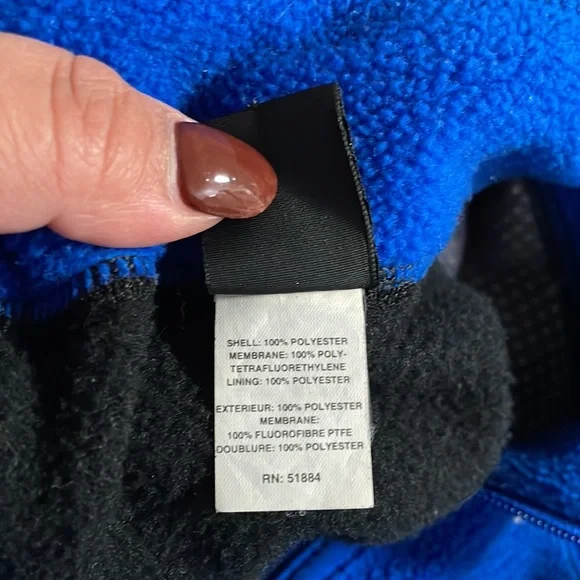 SHELL: 100% POLYESTER
MEMBRANE: 100% POLY-
TETRAFLUORETHYLENE
LINING: 100% POLYESTER
EXTERIEUR: 100% POLYESTER
MEMBRANE:
100% FLUOROFIBRE PTFE
DOUBLURE: 100% POLYESTER
RN: 51884